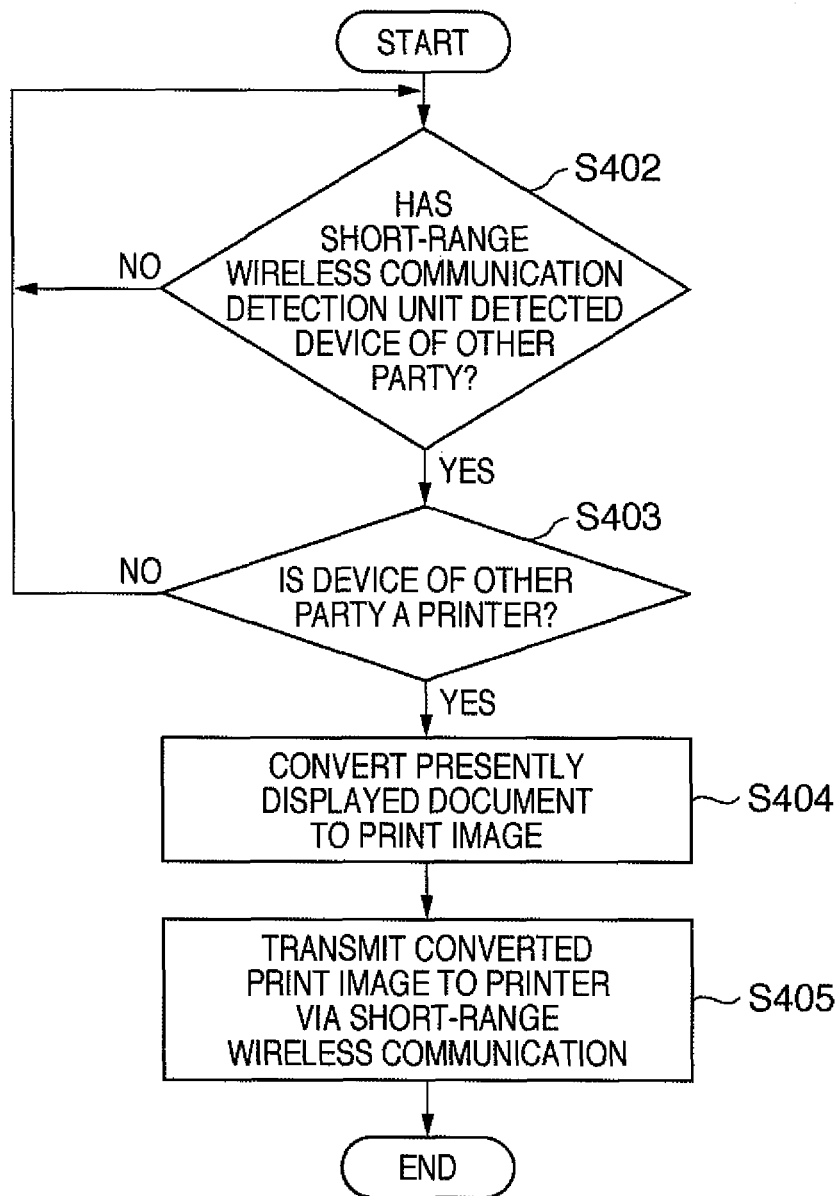 START
S402
HAS
SHORT-RANGE
WIRELESS COMMUNICATION
DETECTION UNIT DETECTED
DEVICE OF OTHER
PARTY?
NO
YES
S403
NO
IS DEVICE OF OTHER
PARTY A PRINTER?
YES
CONVERT PRESENTLY
DISPLAYED DOCUMENT
TO PRINT IMAGE
S404
TRANSMIT CONVERTED
PRINT IMAGE TO PRINTER
VIA SHORT-RANGE
WIRELESS COMMUNICATION
S405
END